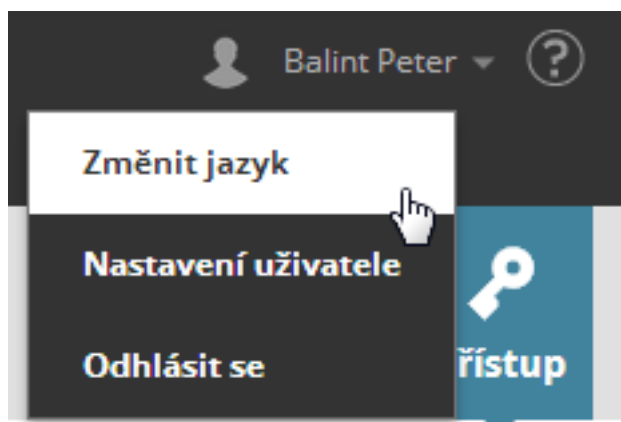 Balint Peter
?
Změnit jazyk
Nastavení uživatele
Odhlásit se
řístup